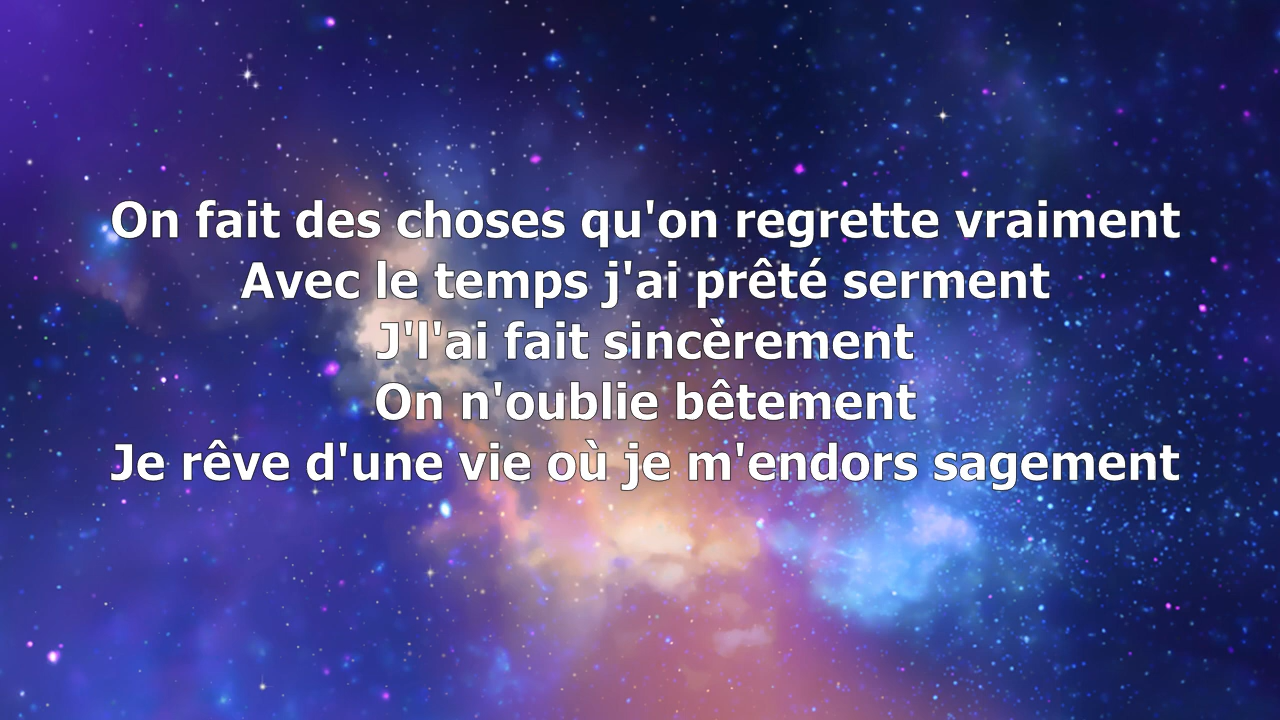 On fait des choses qu'on regrette vraiment
Avec le temps j'ai prêté serment
J'l'ai fait sincèrement
On n'oublie bêtement
Je rêve d'une vie où je m'endors sagement